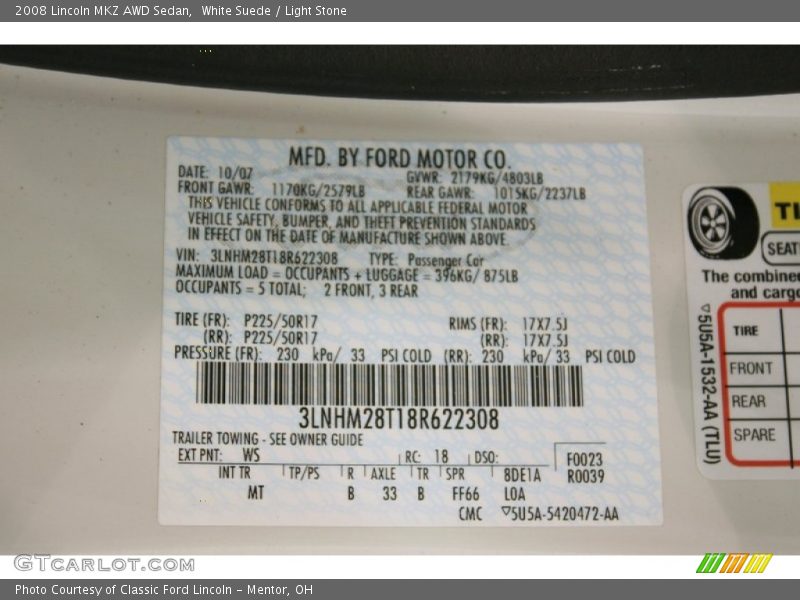 2008 Lincoln MKZ AWD Sedan,  White Suede / Light Stone
MFD. BY FORD MOTOR CO.
DATE: 10/07 GVWR: 2179KG/4803LB
FRONT GAWR: 1170KG/2579LB REAR GAWR: 1015KG/2237LB
THIS VEHICLE CONFORMS TO ALL APPLICABLE FEDERAL MOTOR
VEHICLE SAFETY, BUMPER, AND THEFT PREVENTION STANDARDS
IN EFFECT ON THE DATE OF MANUFACTURE SHOWN ABOVE.
VIN: 3LNHM28T18R622308 TYPE: Passenger Car
MAXIMUM LOAD = OCCUPANTS + LUGGAGE = 396KG/ 875LB
OCCUPANTS = 5 TOTAL; 2 FRONT, 3 REAR
TIRE (FR): P225/50R17 RIMS (FR): 17X7.5J
(RR): P225/50R17 (RR): 17X7.5J
PRESSURE (FR): 230 kPa/ 33 PSI COLD (RR): 230 kPa/ 33 PSI COLD
3LNHM28T18R622308
TRAILER TOWING - SEE OWNER GUIDE
EXT PNT: WS RC: 18 DSO: F0023
INT TR TP/PS R AXLE TR SPR 8DE1A R0039
MT B 33 B FF66 L0A
CMC ▽5U5A-5420472-AA
TI
SEAT
The combine
and cargo
TIRE
FRONT
REAR
SPARE
▽5U5A-1532-AA (TLU)
GTCARLOT.COM
Photo Courtesy of Classic Ford Lincoln - Mentor, OH